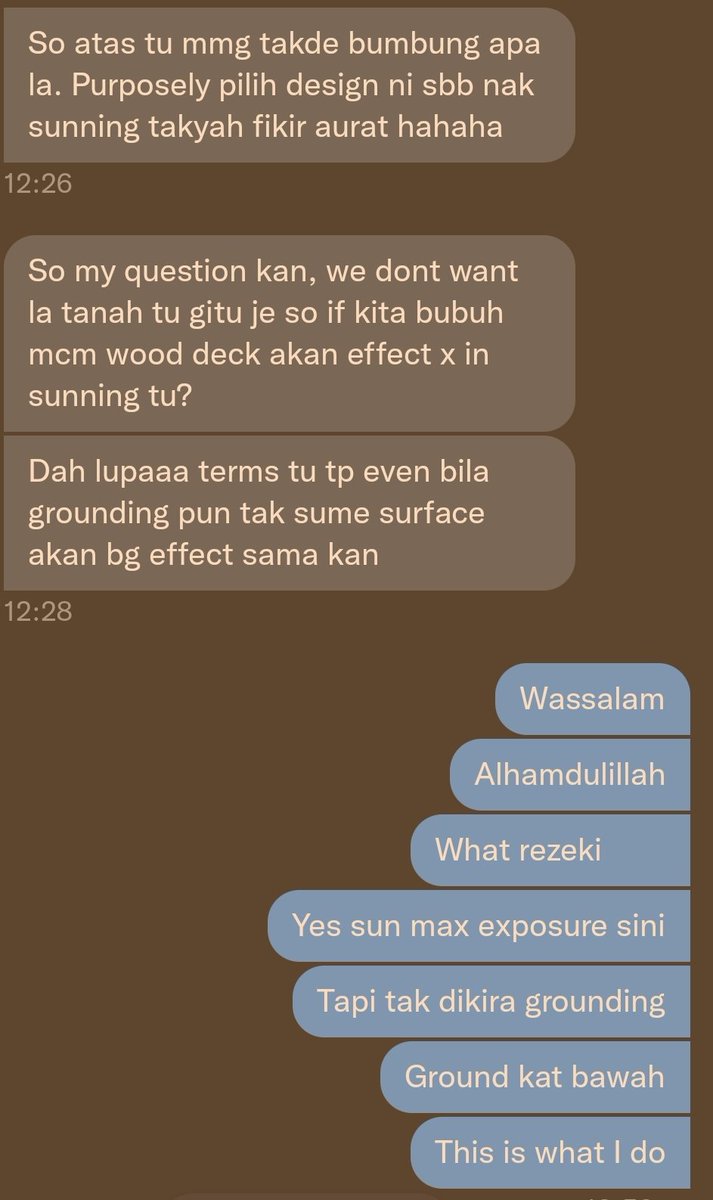 So atas tu mmg takde bumbung apa
la. Purposely pilih design ni sbb nak
sunning takyah fikir aurat hahaha
12:26
So my question kan, we dont want
la tanah tu gitu je so if kita bubuh
mcm wood deck akan effect x in
sunning tu?
Dah lupaaa terms tu tp even bila
grounding pun tak sume surface
akan bg effect sama kan
12:28
Wassalam
Alhamdulillah
What rezeki
Yes sun max exposure sini
Tapi tak dikira grounding
Ground kat bawah
This is what I do